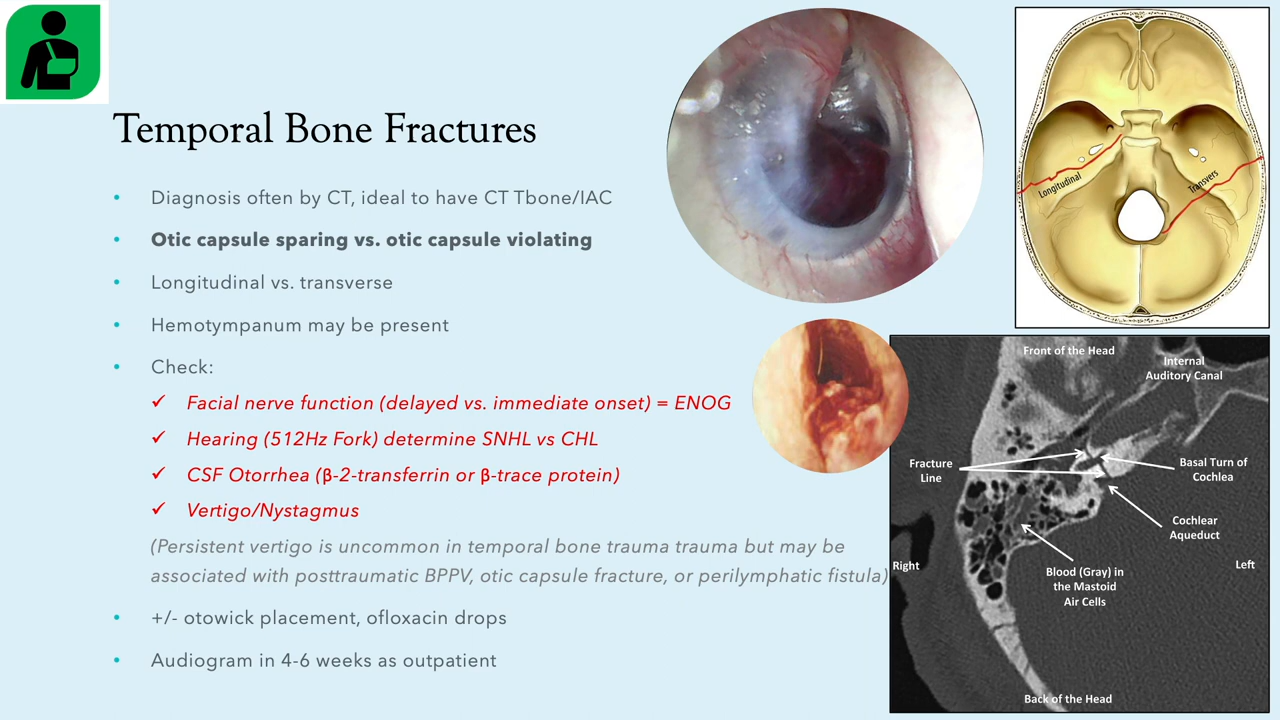 Temporal Bone Fractures
Diagnosis often by CT, ideal to have CT Tbone/IAC
Otic capsule sparing vs. otic capsule violating
Longitudinal vs. transverse
Hemotympanum may be present
Check:
Facial nerve function (delayed vs. immediate onset) = ENOG
Hearing (512Hz Fork) determine SNHL vs CHL
CSF Otorrhea (β-2-transferrin or β-trace protein)
Vertigo/Nystagmus
(Persistent vertigo is uncommon in temporal bone trauma trauma but may be
associated with posttraumatic BPPV, otic capsule fracture, or perilymphatic fistula)
+/- otowick placement, ofloxacin drops
Audiogram in 4-6 weeks as outpatient
Longitudinal
Transvers
Front of the Head
Internal
Auditory Canal
Fracture
Line
Basal Turn of
Cochlea
Cochlear
Aqueduct
Right
Blood (Gray) in
the Mastoid
Air Cells
Left
Back of the Head